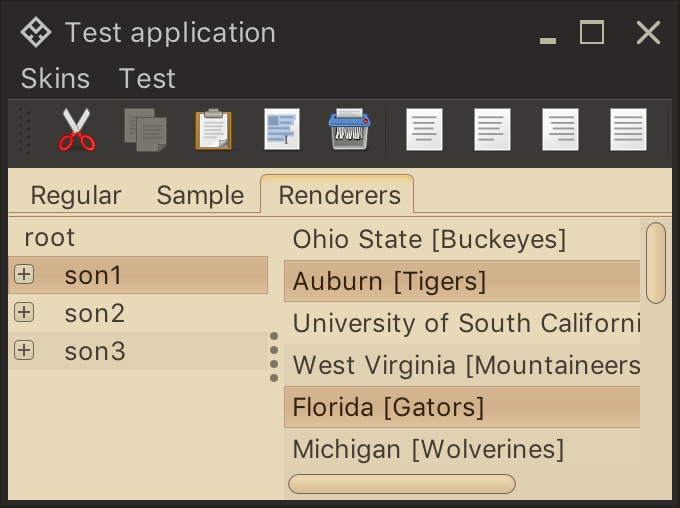 Test application
Skins Test
Regular Sample Renderers
root
son1
son2
son3
Ohio State [Buckeyes]
Auburn [Tigers]
University of South Californi
West Virginia [Mountaineers
Florida [Gators]
Michigan [Wolverines]